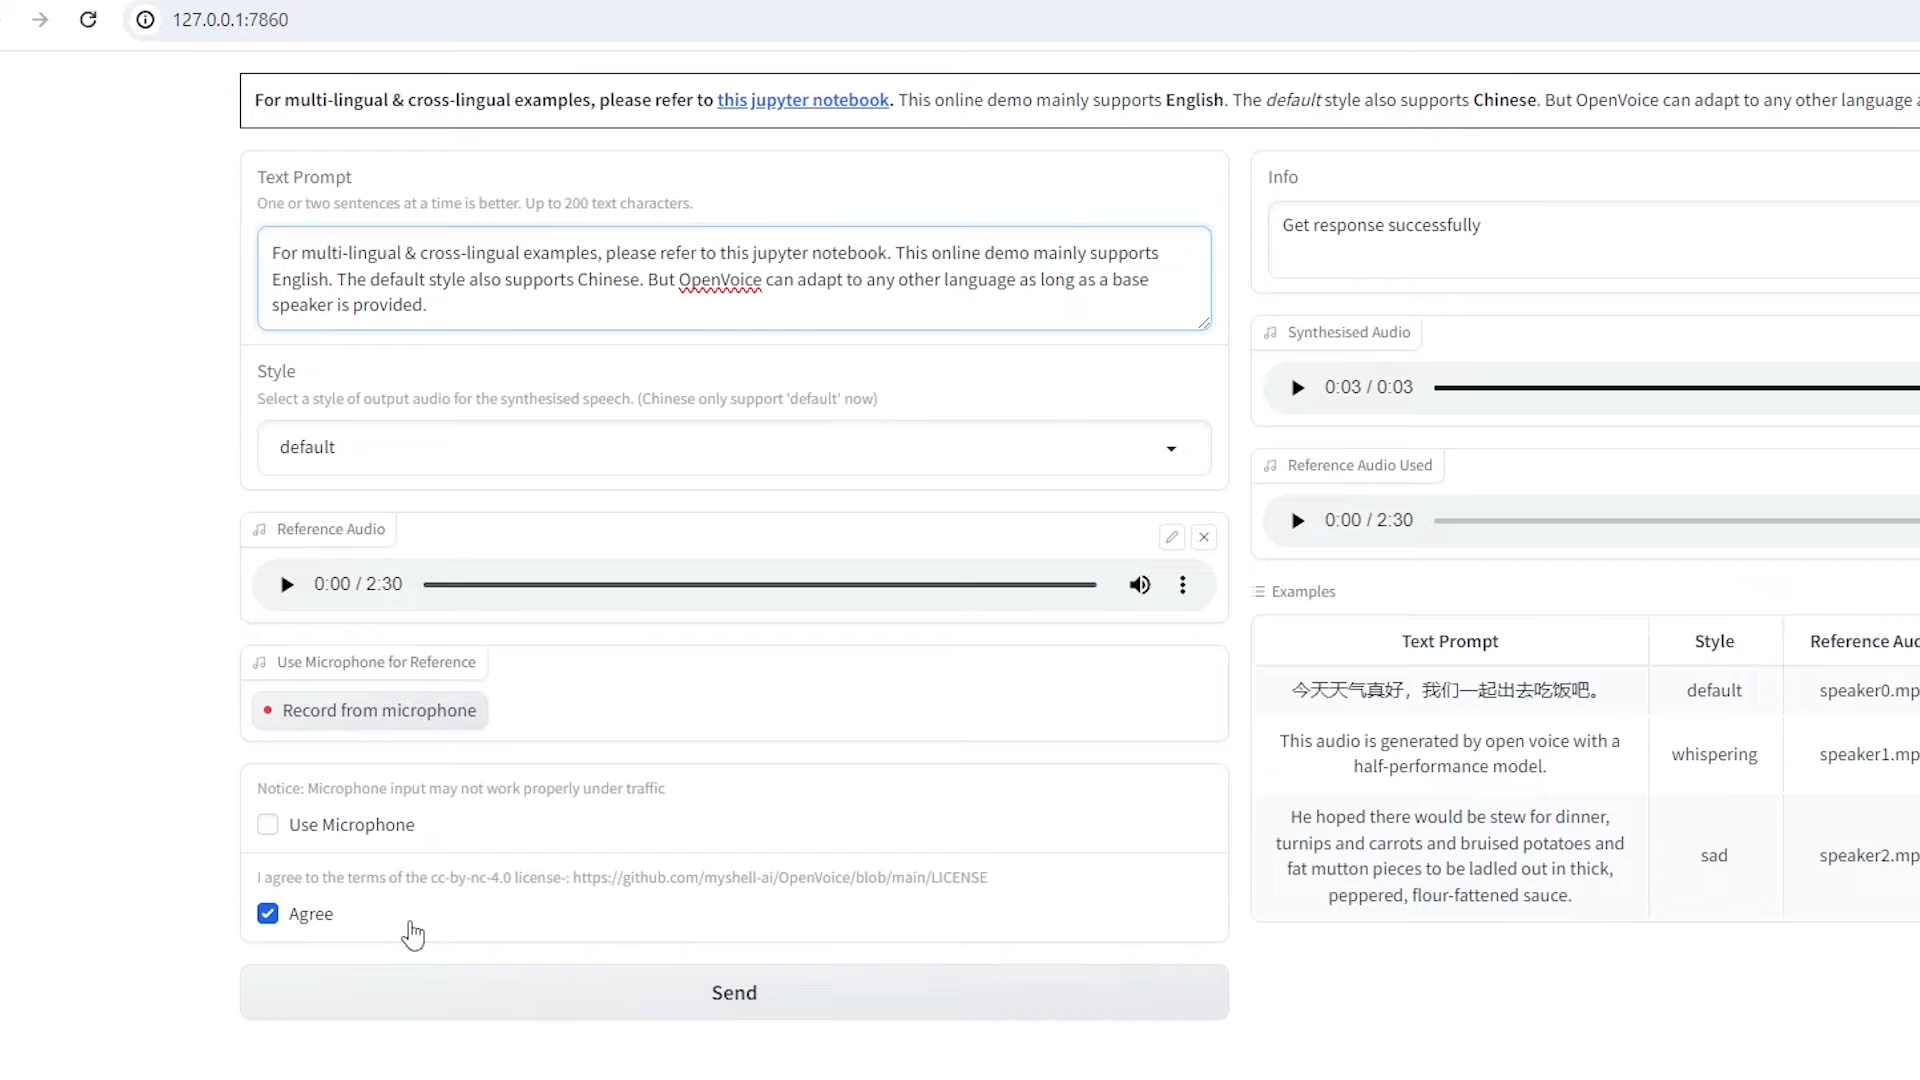 127.0.0.1:7860
For multi-lingual & cross-lingual examples, please refer to this jupyter notebook. This online demo mainly supports English. The default style also supports Chinese. But OpenVoice can adapt to any other language
Text Prompt
One or two sentences at a time is better. Up to 200 text characters.
For multi-lingual & cross-lingual examples, please refer to this jupyter notebook. This online demo mainly supports
English. The default style also supports Chinese. But OpenVoice can adapt to any other language as long as a base
speaker is provided.
Style
Select a style of output audio for the synthesised speech. (Chinese only support 'default' now)
default
Reference Audio
0:00 / 2:30
Use Microphone for Reference
Record from microphone
Notice: Microphone input may not work properly under traffic
Use Microphone
I agree to the terms of the cc-by-nc-4.0 license-: https://github.com/myshell-ai/OpenVoice/blob/main/LICENSE
Agree
Send
Info
Get response successfully
Synthesised Audio
0:03 / 0:03
Reference Audio Used
0:00 / 2:30
Examples
Text Prompt Style Reference Aud
今天天气真好，我们一起出去吃饭吧。 default speaker0.mp
This audio is generated by open voice with a
half-performance model.
whispering speaker1.mp
He hoped there would be stew for dinner,
turnips and carrots and bruised potatoes and
fat mutton pieces to be ladled out in thick,
peppered, flour-fattened sauce.
sad speaker2.mp